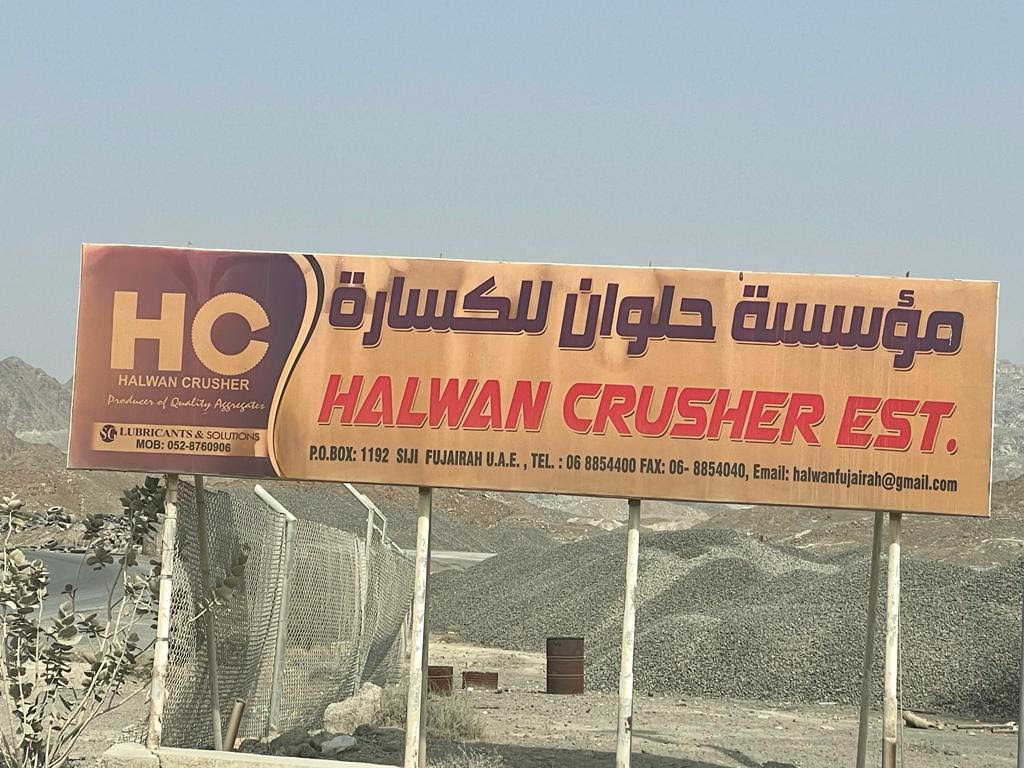 HC
HALWAN CRUSHER
Producer of Quality Aggregates
LUBRICANTS & SOLUTIONS
MOB: 052-8760906
مؤسسة حلوان للكسارة
HALWAN CRUSHER EST.
P.O.BOX: 1192 SIJI FUJAIRAH U.A.E. , TEL. : 06 8854400 FAX: 06- 8854040, Email: halwanfujairah@gmail.com